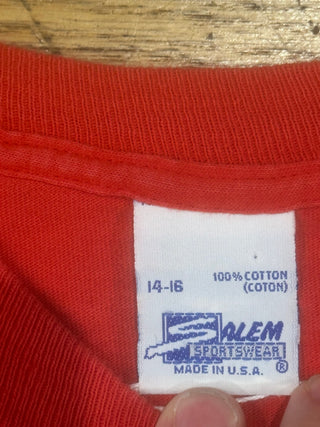 14-16 100% COTTON
(COTON)
SALEM
SPORTSWEAR
MADE IN U.S.A. ®